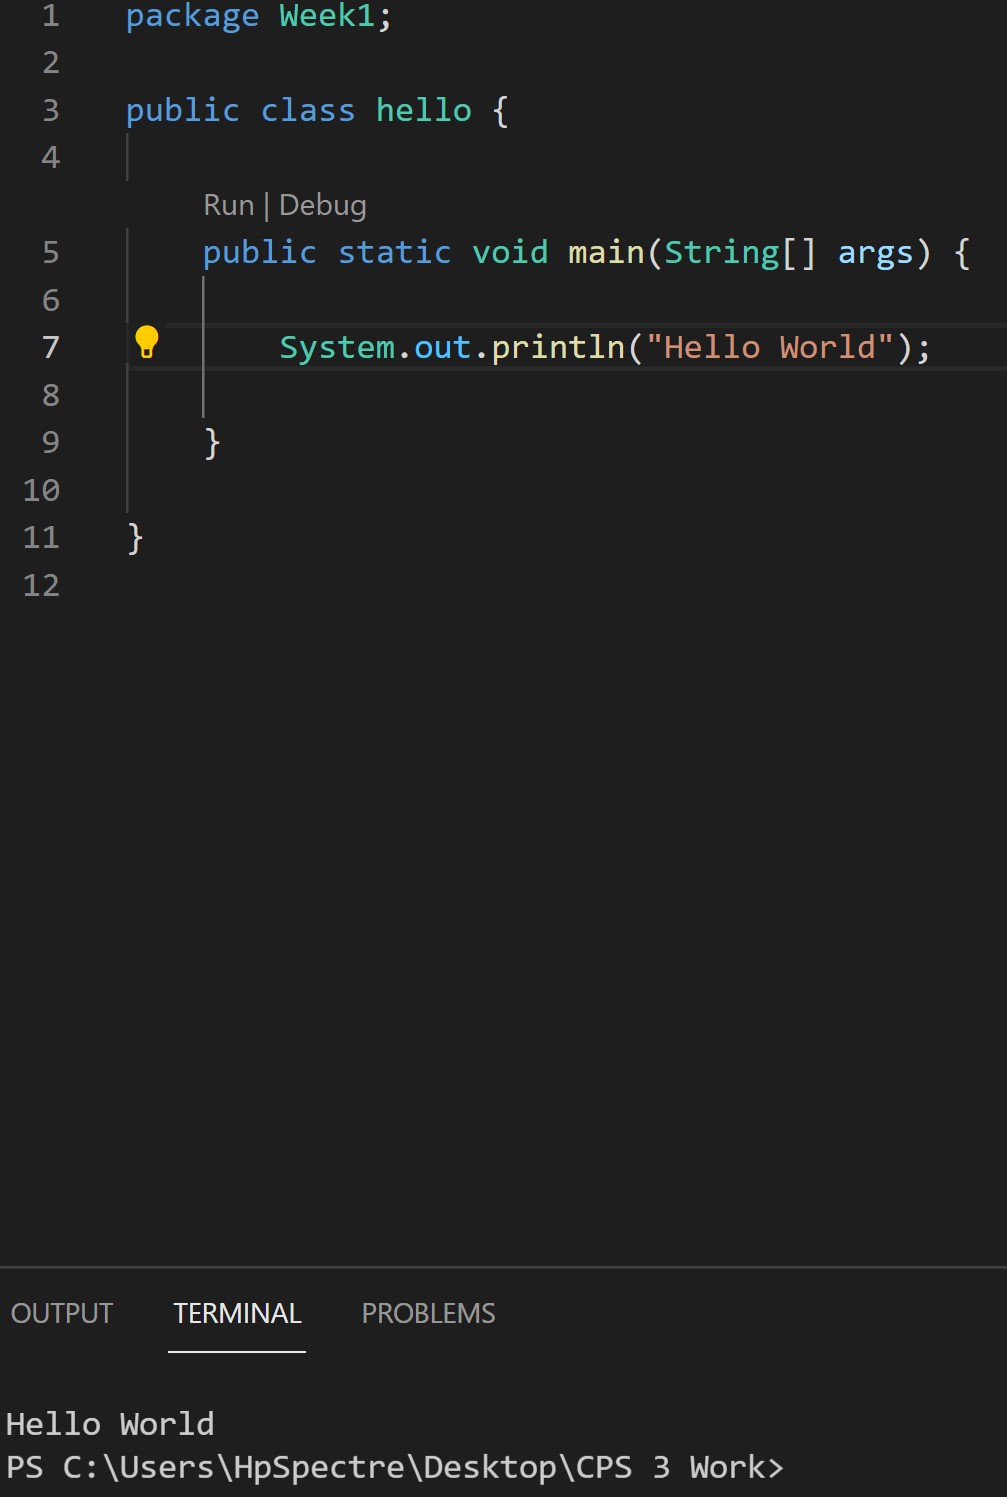 1 package Week1;
2
3 public class hello {
4
Run | Debug
5 public static void main(String[] args) {
6
7 System.out.println("Hello World");
8
9 }
10
11 }
12
OUTPUT TERMINAL PROBLEMS
Hello World
PS C:\Users\HpSpectre\Desktop\CPS 3 Work>